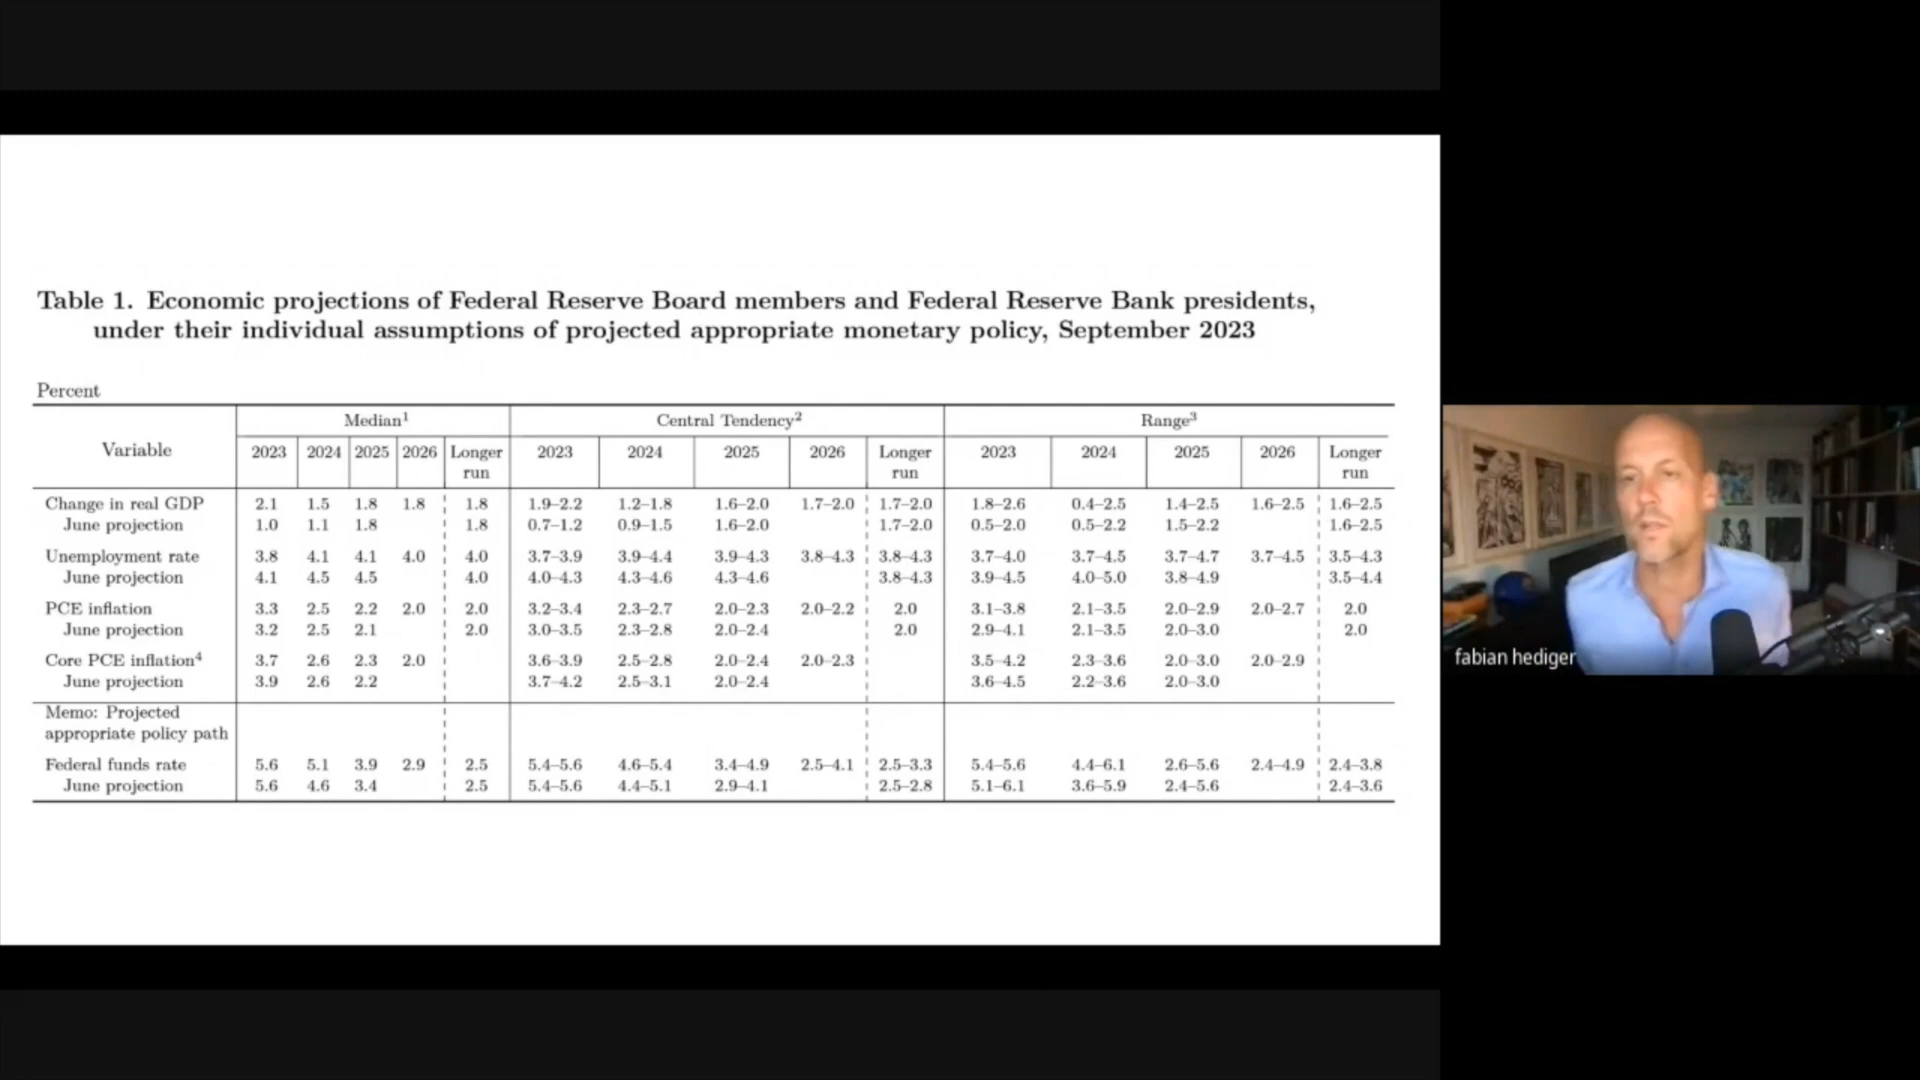 Table 1. Economic projections of Federal Reserve Board members and Federal Reserve Bank presidents,
under their individual assumptions of projected appropriate monetary policy, September 2023
Percent
Variable Median¹ Central Tendency² Range³
2023 2024 2025 2026 Longer run 2023 2024 2025 2026 Longer run 2023 2024 2025 2026 Longer run
Change in real GDP 2.1 1.5 1.8 1.8 1.8 1.9–2.2 1.2–1.8 1.6–2.0 1.7–2.0 1.7–2.0 1.8–2.6 0.4–2.5 1.4–2.5 1.6–2.5 1.6–2.5
June projection 1.0 1.1 1.8 1.8 0.7–1.2 0.9–1.5 1.6–2.0 1.7–2.0 0.5–2.0 0.5–2.2 1.5–2.2 1.6–2.5
Unemployment rate 3.8 4.1 4.1 4.0 4.0 3.7–3.9 3.9–4.4 3.9–4.3 3.8–4.3 3.8–4.3 3.7–4.0 3.7–4.5 3.7–4.7 3.7–4.5 3.5–4.3
June projection 4.1 4.5 4.5 4.0 4.0–4.3 4.3–4.6 4.3–4.6 3.8–4.3 3.9–4.5 4.0–5.0 3.8–4.9 3.5–4.4
PCE inflation 3.3 2.5 2.2 2.0 2.0 3.2–3.4 2.3–2.7 2.0–2.3 2.0–2.2 2.0 3.1–3.8 2.1–3.5 2.0–2.9 2.0–2.7 2.0
June projection 3.2 2.5 2.1 2.0 3.0–3.5 2.3–2.8 2.0–2.4 2.0 2.9–4.1 2.1–3.5 2.0–3.0 2.0
Core PCE inflation⁴ 3.7 2.6 2.3 2.0 3.6–3.9 2.5–2.8 2.0–2.4 2.0–2.3 3.5–4.2 2.3–3.6 2.0–3.0 2.0–2.9
June projection 3.9 2.6 2.2 3.7–4.2 2.5–3.1 2.0–2.4 3.6–4.5 2.2–3.6 2.0–3.0
Memo: Projected
appropriate policy path
Federal funds rate 5.6 5.1 3.9 2.9 2.5 5.4–5.6 4.6–5.4 3.4–4.9 2.5–4.1 2.5–3.3 5.4–5.6 4.4–6.1 2.6–5.6 2.4–4.9 2.4–3.8
June projection 5.6 4.6 3.4 2.5 5.4–5.6 4.4–5.1 2.9–4.1 2.5–2.8 5.1–6.1 3.6–5.9 2.4–5.6 2.4–3.6
fabian hediger